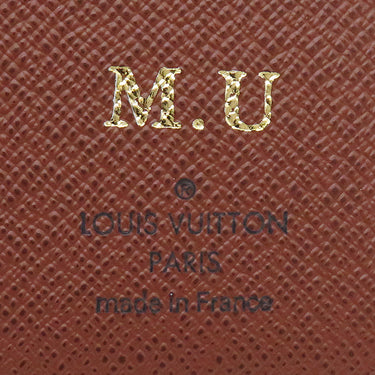 M.U
®
LOUIS VUITTON
PARIS
made in France